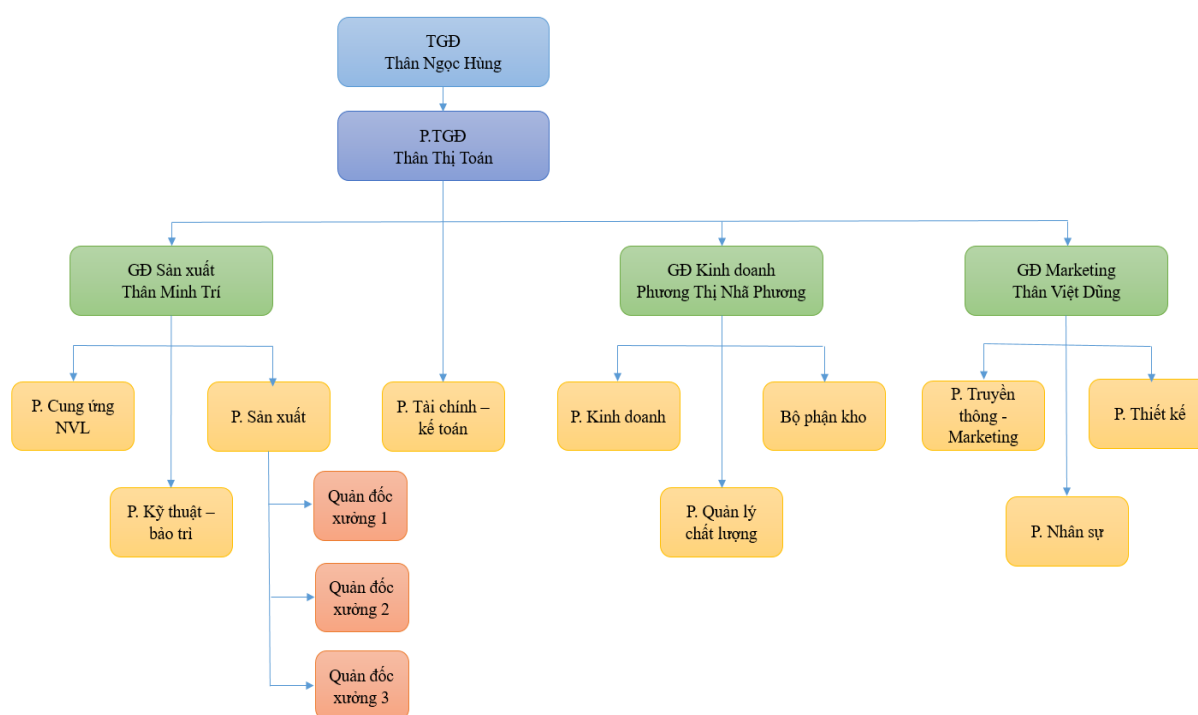 TGĐ
Thân Ngọc Hùng
P.TGĐ
Thân Thị Toán
GĐ Sản xuất
Thân Minh Trí
GĐ Kinh doanh
Phương Thị Nhã Phương
GĐ Marketing
Thân Việt Dũng
P. Cung ứng
NVL
P. Sản xuất
P. Tài chính –
kế toán
P. Kinh doanh
Bộ phận kho
P. Truyền
thông -
Marketing
P. Thiết kế
P. Kỹ thuật –
bảo trì
Quản đốc
xưởng 1
P. Quản lý
chất lượng
P. Nhân sự
Quản đốc
xưởng 2
Quản đốc
xưởng 3